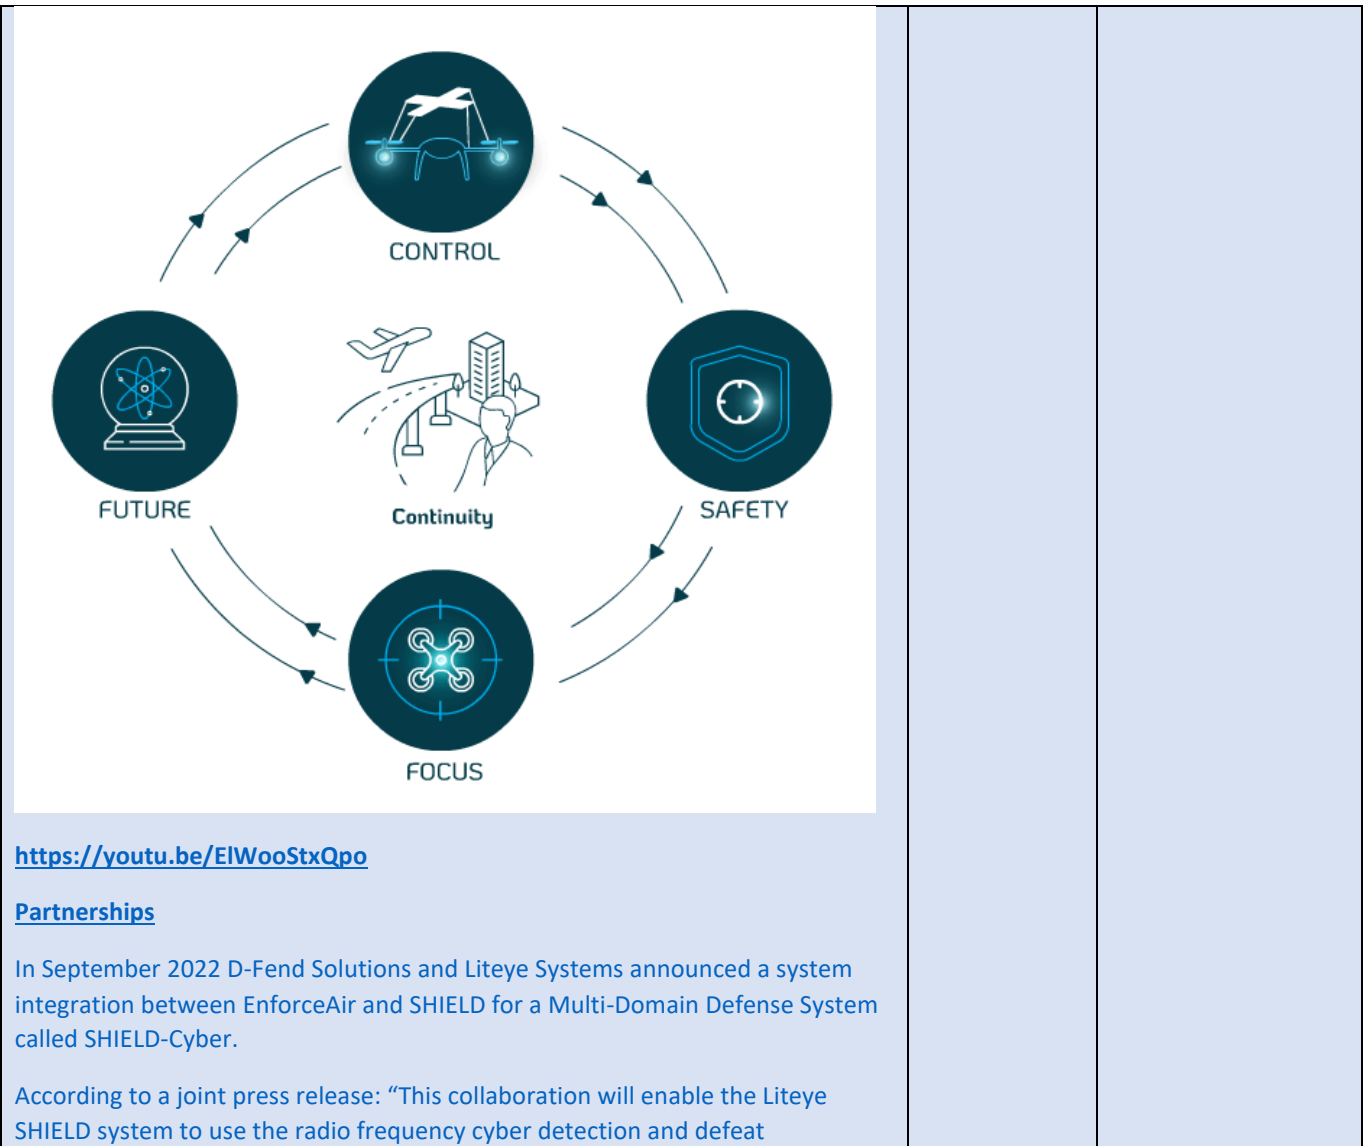 CONTROL
FUTURE
SAFETY
Continuity
FOCUS
https://youtu.be/ElWooStxQpo
Partnerships
In September 2022 D-Fend Solutions and Liteye Systems announced a system
integration between EnforceAir and SHIELD for a Multi-Domain Defense System
called SHIELD-Cyber.
According to a joint press release: “This collaboration will enable the Liteye
SHIELD system to use the radio frequency cyber detection and defeat